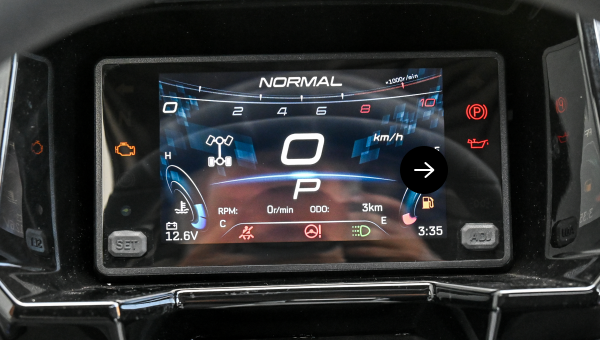 NORMAL
×1000r/min
0 2 4 6 8 10
0 km/h
H
P
RPM: 0r/min ODO: 3km
C E
12.6V 3:35
SET ADJ